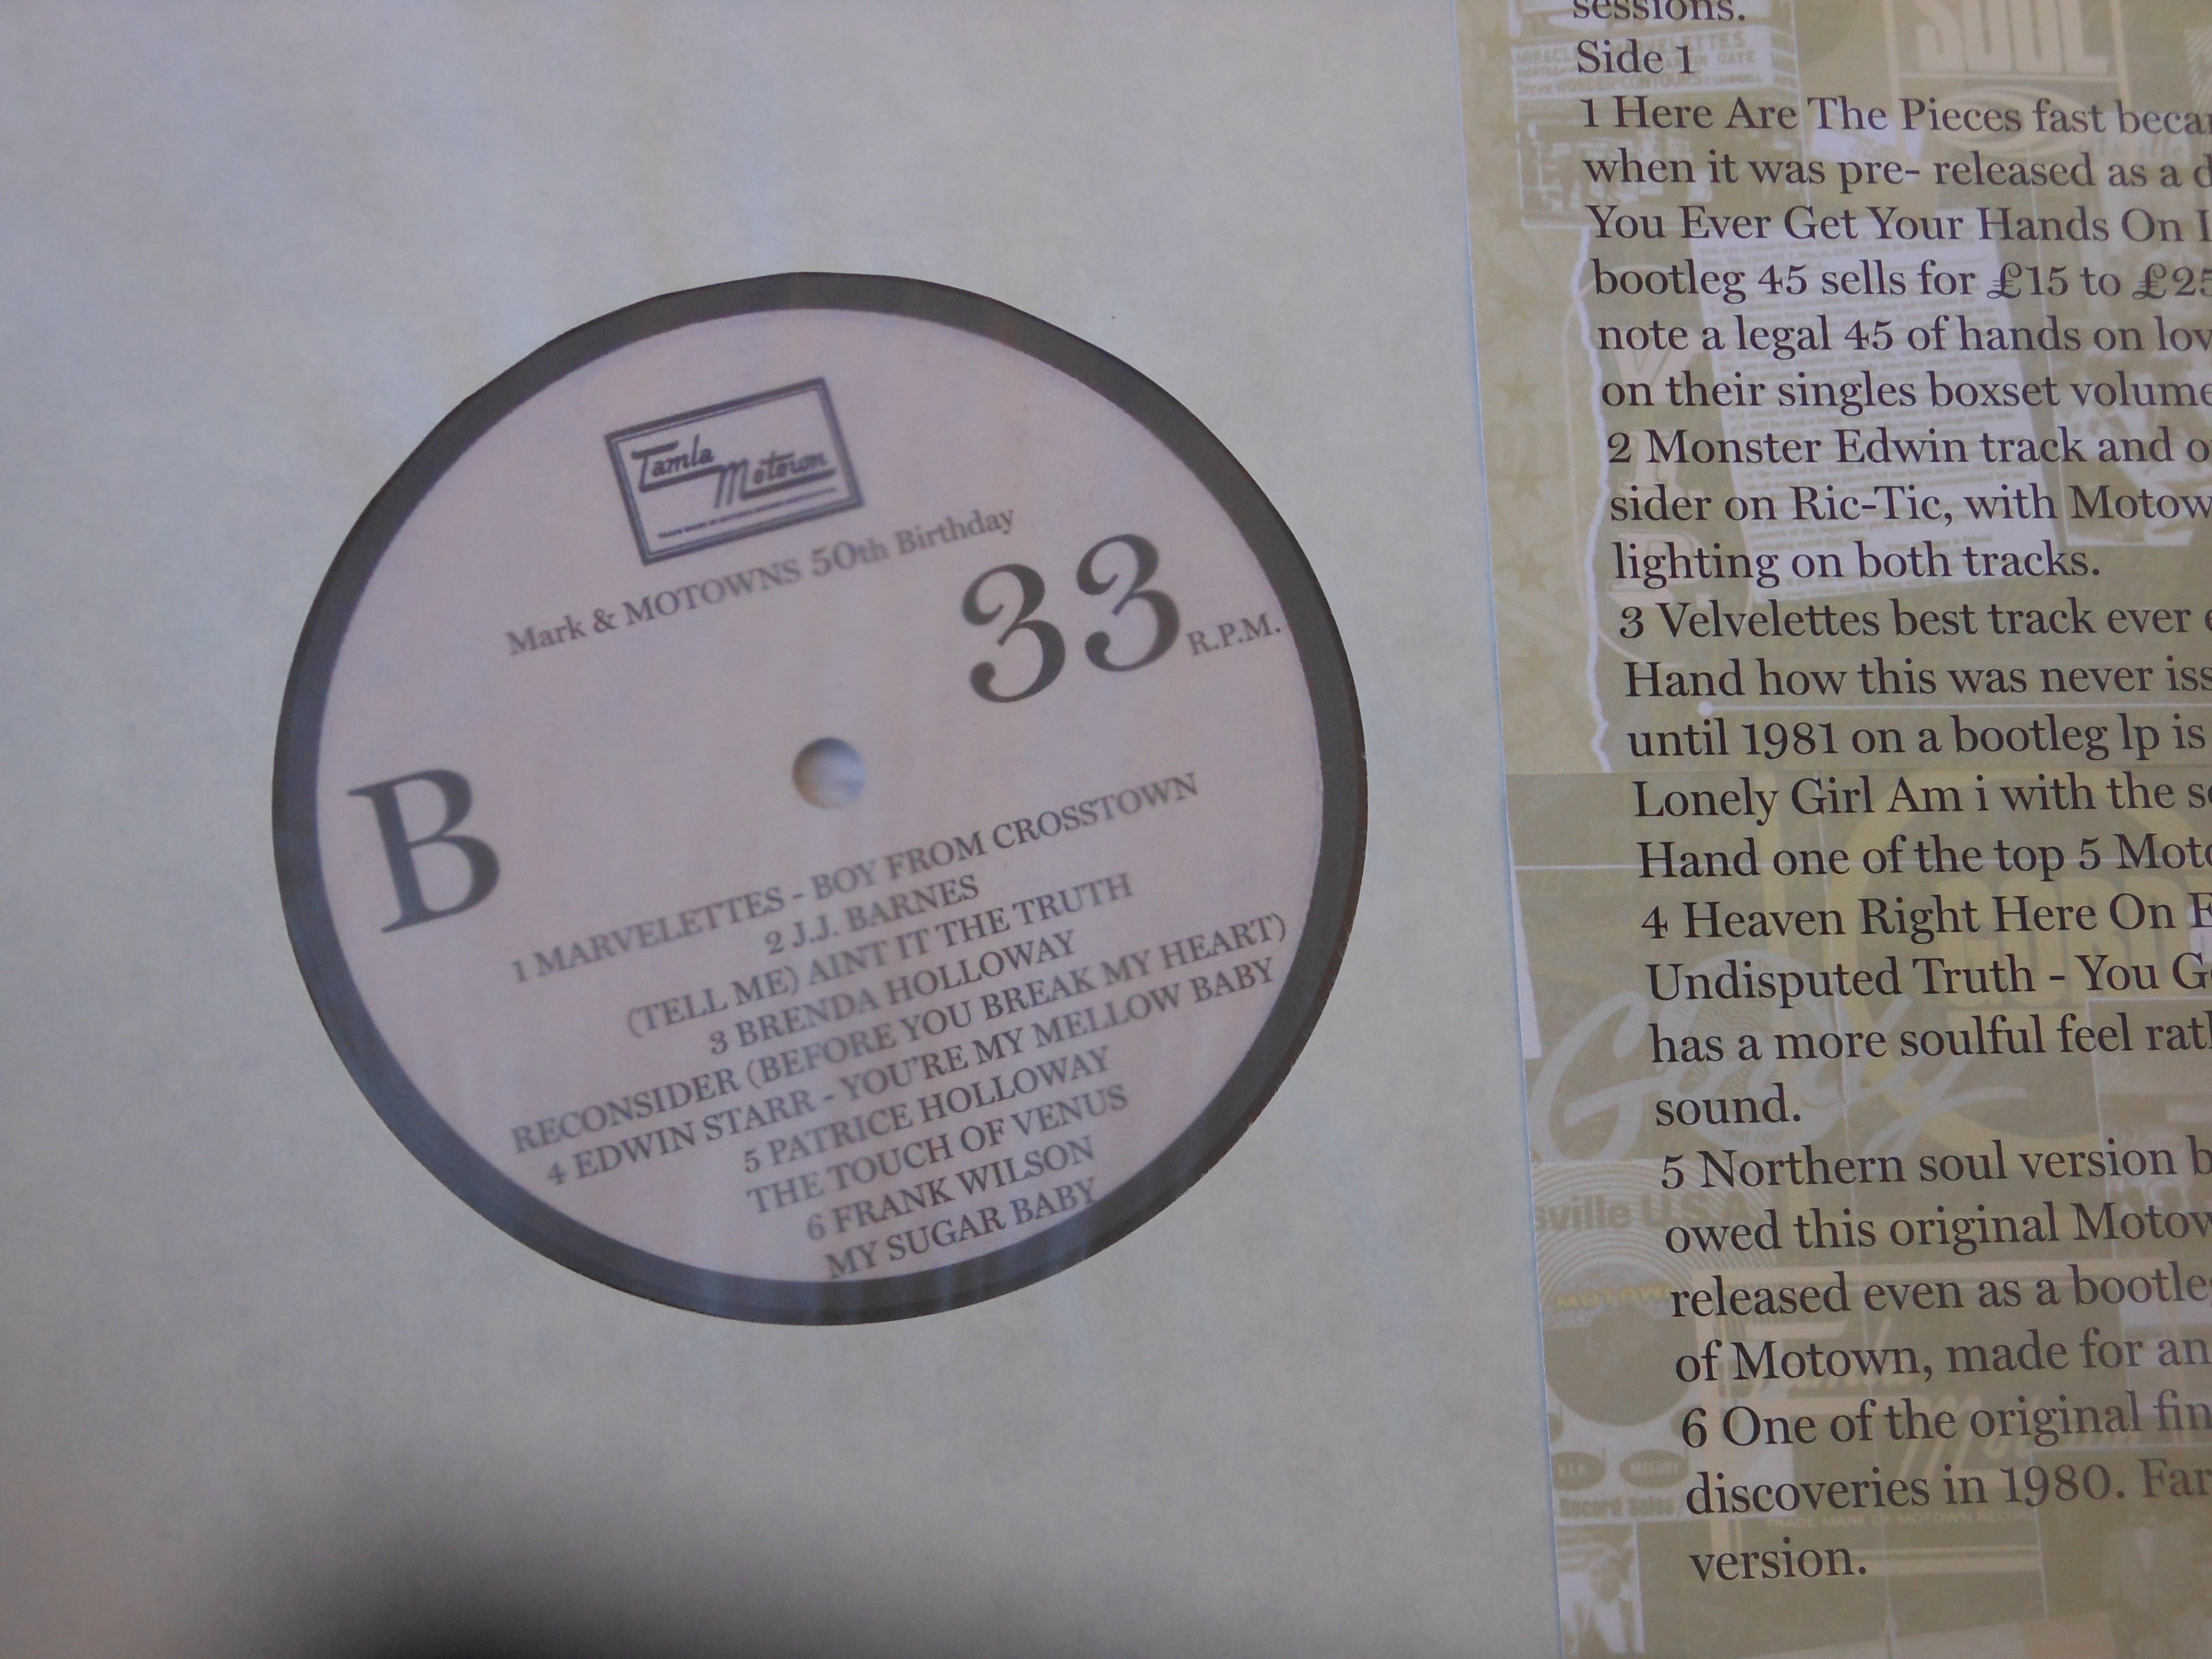 Tamla
Motown
Mark & MOTOWNS 50th Birthday
33
R.P.M.
B
1 MARVELETTES - BOY FROM CROSSTOWN
2 J.J. BARNES
(TELL ME) AINT IT THE TRUTH
3 BRENDA HOLLOWAY
RECONSIDER (BEFORE YOU BREAK MY HEART)
4 EDWIN STARR - YOU'RE MY MELLOW BABY
5 PATRICE HOLLOWAY
THE TOUCH OF VENUS
6 FRANK WILSON
MY SUGAR BABY
sessions.
Side 1
1 Here Are The Pieces fast
when it was pre- released as a
You Ever Get Your Hands On
bootleg 45 sells for £15 to £25
note a legal 45 of hands on
on their singles boxset volume
2 Monster Edwin track and
sider on Ric-Tic, with
lighting on both tracks.
3 Velvelettes best track ever
Hand how this was never
until 1981 on a bootleg lp is
Lonely Girl Am i with the
Hand one of the top 5
4 Heaven Right Here On
Undisputed Truth - You
has a more soulful feel
sound.
5 Northern soul version
owed this original
released even as a
of Motown, made for
6 One of the original
discoveries in 1980.
version.
SOUL
sville U.S.A.